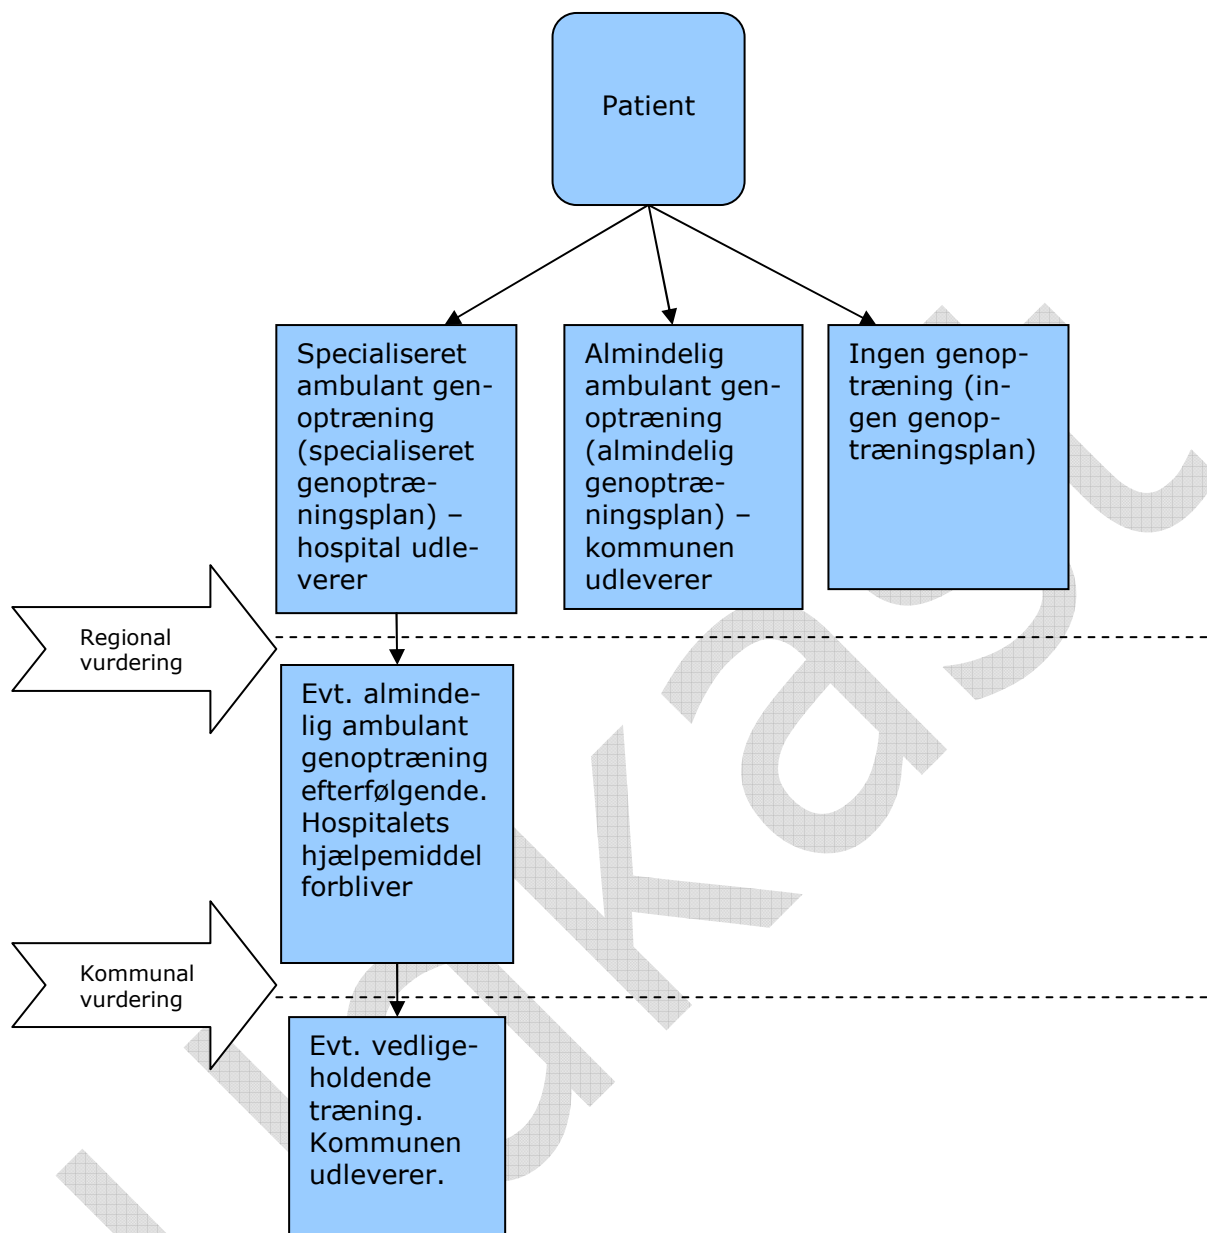 Patient
Specialiseret
ambulant gen-
optræning
(specialiseret
genoptræ-
ningsplan) –
hospital udle-
verer
Almindelig
ambulant gen-
optræning
(almindelig
genoptræ-
ningsplan) –
kommunen
udleverer
Ingen genop-
træning (in-
gen genop-
træningsplan)
Regional
vurdering
Evt. alminde-
lig ambulant
genoptræning
efterfølgende.
Hospitalets
hjælpemiddel
forbliver
Kommunal
vurdering
Evt. vedlige-
holdende
træning.
Kommunen
udleverer.